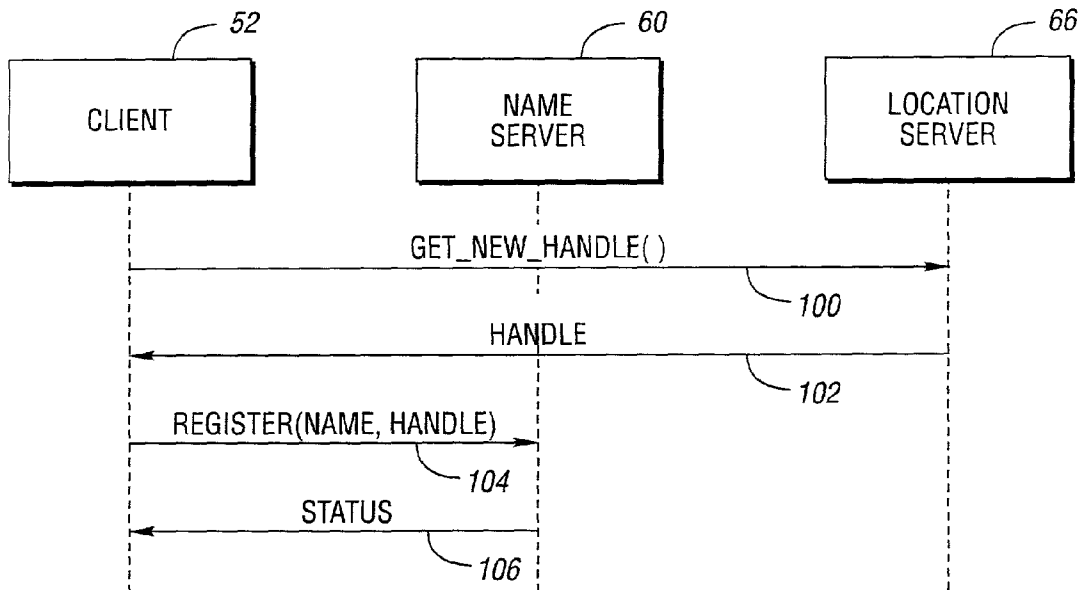 52
60
66
CLIENT
NAME
SERVER
LOCATION
SERVER
GET_NEW_HANDLE( )
100
HANDLE
102
REGISTER(NAME, HANDLE)
104
STATUS
106